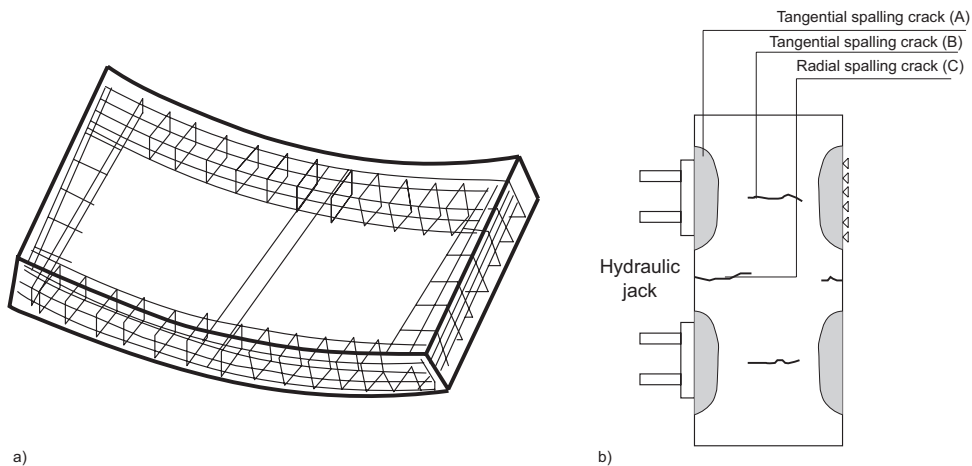 Tangential spalling crack (A)
Tangential spalling crack (B)
Radial spalling crack (C)
Hydraulic
jack
a)
b)